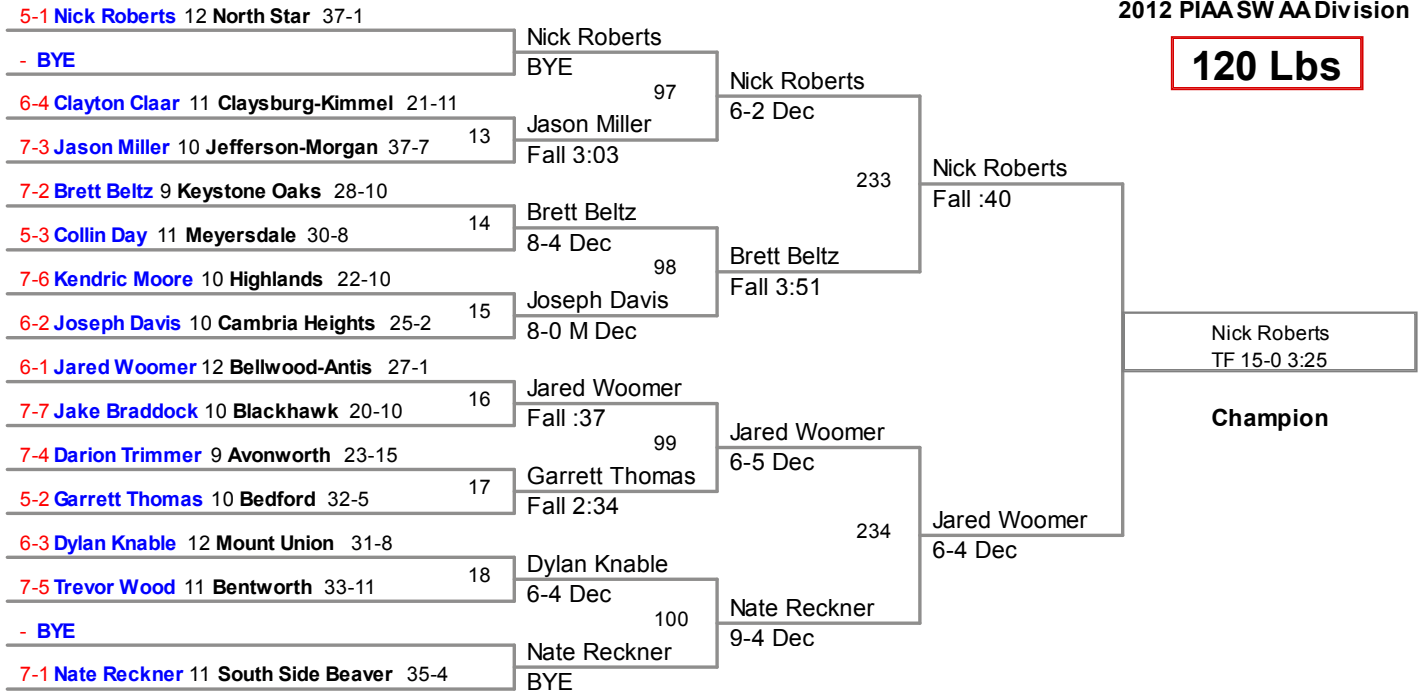 2012 PIAA SW AA Division
120 Lbs
5-1 Nick Roberts 12 North Star 37-1
- BYE
6-4 Clayton Claar 11 Claysburg-Kimmel 21-11
7-3 Jason Miller 10 Jefferson-Morgan 37-7
7-2 Brett Beltz 9 Keystone Oaks 28-10
5-3 Collin Day 11 Meyersdale 30-8
7-6 Kendric Moore 10 Highlands 22-10
6-2 Joseph Davis 10 Cambria Heights 25-2
6-1 Jared Woomer 12 Bellwood-Antis 27-1
7-7 Jake Braddock 10 Blackhawk 20-10
7-4 Darion Trimmer 9 Avonworth 23-15
5-2 Garrett Thomas 10 Bedford 32-5
6-3 Dylan Knable 12 Mount Union 31-8
7-5 Trevor Wood 11 Bentworth 33-11
- BYE
7-1 Nate Reckner 11 South Side Beaver 35-4
13
14
15
16
17
18
Nick Roberts
BYE
Jason Miller
Fall 3:03
Brett Beltz
8-4 Dec
Joseph Davis
8-0 M Dec
Jared Woomer
Fall :37
Garrett Thomas
Fall 2:34
Dylan Knable
6-4 Dec
Nate Reckner
BYE
97
98
99
100
Nick Roberts
6-2 Dec
Brett Beltz
Fall 3:51
Jared Woomer
6-5 Dec
Nate Reckner
9-4 Dec
233
234
Nick Roberts
Fall :40
Jared Woomer
6-4 Dec
Nick Roberts
TF 15-0 3:25
Champion